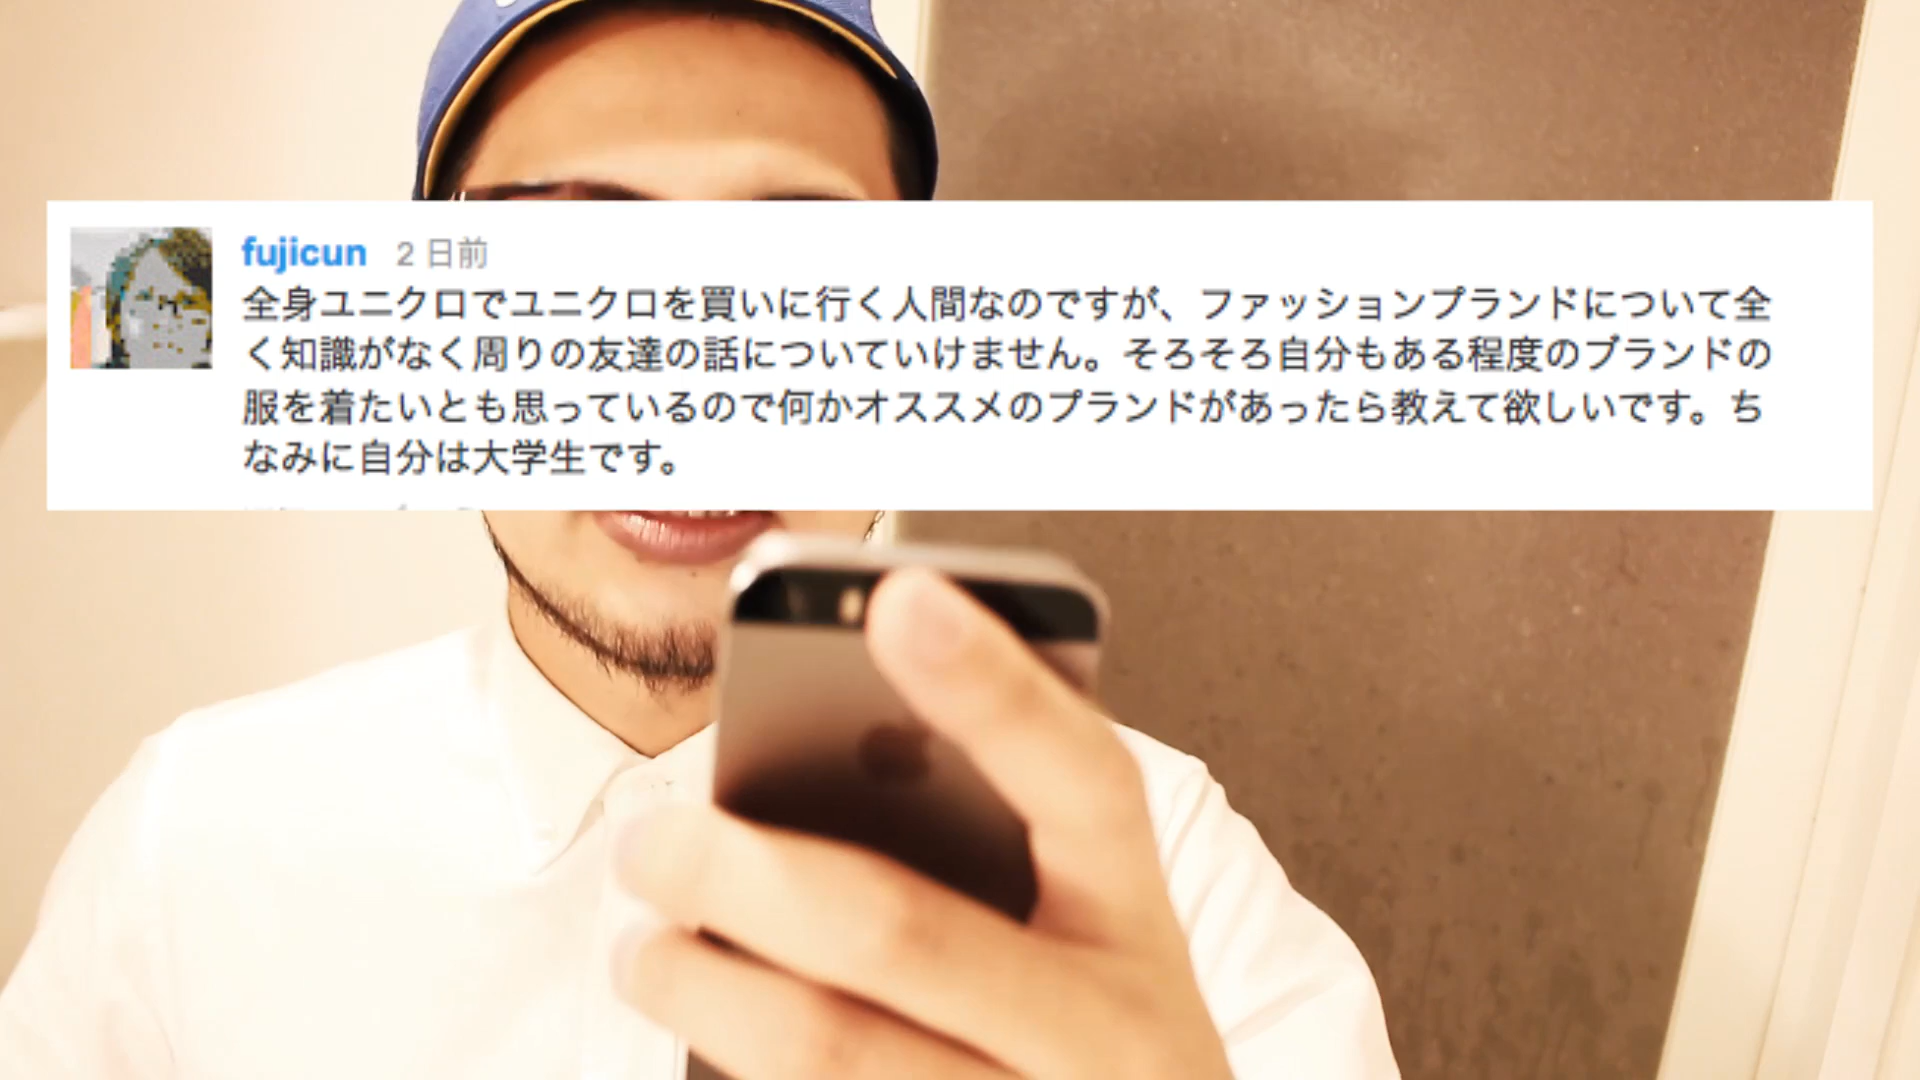 fujicun 2 日前
全身ユニクロでユニクロを買いに行く人間なのですが、ファッションブランドについて全
く知識がなく周りの友達の話についていけません。そろそろ自分もある程度のブランドの
服を着たいとも思っているので何かオススメのブランドがあったら教えて欲しいです。ち
なみに自分は大学生です。